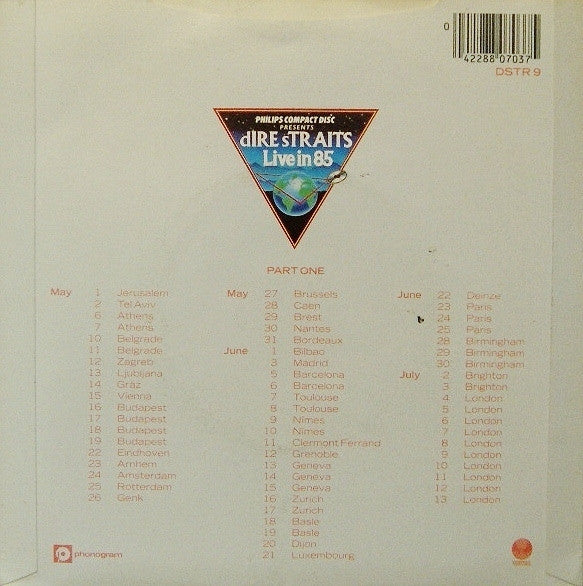 0
42288 07037
DSTR 9
PHILIPS COMPACT DISC
PRESENTS
dIRE sTRAITS
Live in 85
PART ONE
May 1 Jerusalem
2 Tel Aviv
6 Athens
7 Athens
10 Belgrade
11 Belgrade
12 Zagreb
13 Ljubljana
14 Graz
15 Vienna
16 Budapest
17 Budapest
18 Budapest
19 Budapest
22 Eindhoven
23 Arnhem
24 Amsterdam
25 Rotterdam
26 Genk
May 27 Brussels
28 Caen
29 Brest
30 Nantes
31 Bordeaux
June 1 Bilbao
3 Madrid
5 Barcelona
6 Barcelona
7 Toulouse
8 Toulouse
9 Nimes
10 Nimes
11 Clermont Ferrand
12 Grenoble
13 Geneva
14 Geneva
15 Geneva
16 Zurich
17 Zurich
18 Basle
19 Basle
20 Dijon
21 Luxembourg
June 22 Deinze
23 Paris
24 Paris
25 Paris
28 Birmingham
29 Birmingham
30 Birmingham
July 2 Brighton
3 Brighton
4 London
5 London
6 London
7 London
8 London
9 London
10 London
11 London
12 London
13 London
phonogram
vertigo